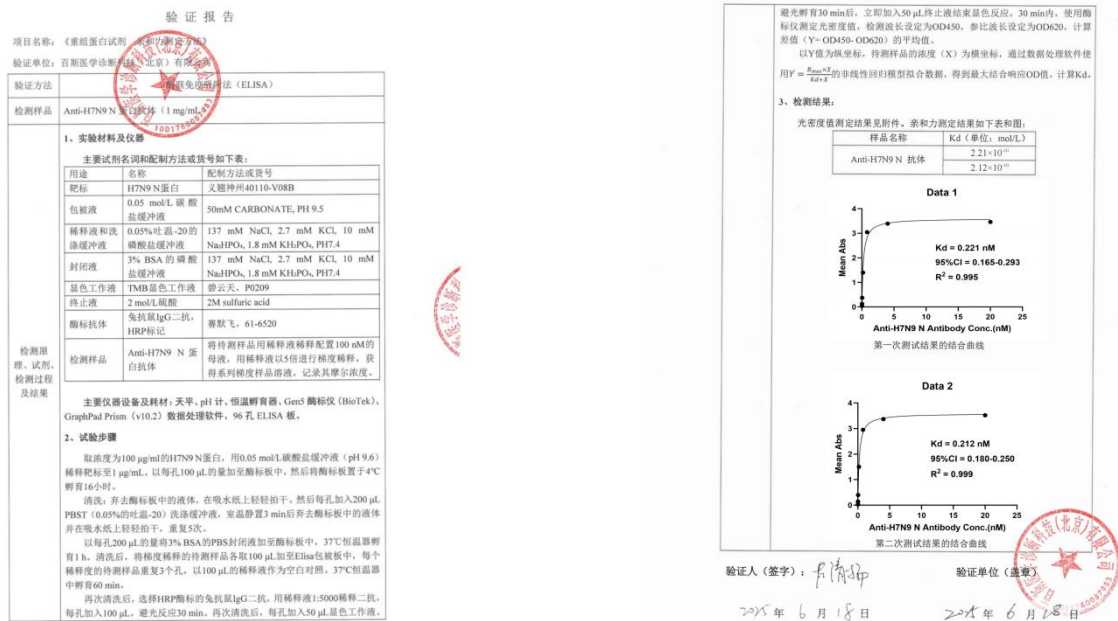 验证报告
项目名称：《重组蛋白试剂 亲和力测定方法》
验证单位：百斯医学诊断科技（北京）有限公司
验证方法
酶联免疫吸附法（ELISA）
检测样品
Anti-H7N9 N 蛋白抗体（1 mg/mL）
检测原
理、试剂、
检测过程
及结果
1、实验材料及仪器
主要试剂名词和配制方法或货号如下表：
用途 名称 配制方法或货号
靶标 H7N9 N蛋白 义翘神州40110-V08B
包被液 0.05 mol/L 碳酸盐缓冲液 50mM CARBONATE, PH 9.5
稀释液和洗涤缓冲液 0.05%吐温-20的磷酸盐缓冲液 137 mM NaCl, 2.7 mM KCl, 10 mM Na₂HPO₄, 1.8 mM KH₂PO₄, PH7.4
封闭液 3% BSA 的磷酸盐缓冲液 137 mM NaCl, 2.7 mM KCl, 10 mM Na₂HPO₄, 1.8 mM KH₂PO₄, PH7.4
显色工作液 TMB显色工作液 碧云天，P0209
终止液 2 mol/L硫酸 2M sulfuric acid
酶标抗体 兔抗鼠IgG二抗，HRP标记 赛默飞，61-6520
检测样品 Anti-H7N9 N 蛋白抗体 将待测样品用稀释液稀释配置100 nM的母液，用稀释液以5倍进行梯度稀释，获得系列梯度样品溶液，记录其摩尔浓度。
主要仪器设备及耗材：天平、pH 计、恒温孵育器、Gen5 酶标仪（BioTek）、
GraphPad Prism（v10.2）数据处理软件、96 孔 ELISA 板。
2、试验步骤
取浓度为100 μg/ml的H7N9 N蛋白，用0.05 mol/L碳酸盐缓冲液（pH 9.6）
稀释靶标至1 μg/mL，以每孔100 μL的量加至酶标板中，然后将酶标板置于4℃
孵育16小时。
清洗：弃去酶标板中的液体，在吸水纸上轻轻拍干。然后每孔加入200 μL
PBST（0.05%的吐温-20）洗涤缓冲液，室温静置3 min后弃去酶标板中的液体
并在吸水纸上轻轻拍干，重复5次。
以每孔200 μL的量将3% BSA的PBS封闭液加至酶标板中，37℃恒温器孵
育1 h。清洗后，将梯度稀释的待测样品各取100 μL加至Elisa包被板中，每个
稀释度的待测样品重复3个孔，以100 μL的稀释液作为空白对照。37℃恒温器
中孵育60 min。
再次清洗后，选择HRP酶标的兔抗鼠IgG二抗，用稀释液1:5000稀释二抗，
每孔加入100 μL，避光反应30 min。再次清洗后，每孔加入50 μL显色工作液，
避光孵育30 min后，立即加入50 μL终止液结束显色反应。30 min内，使用酶
标仪测定光密度值，检测波长设定为OD450，参比波长设定为OD620，计算
差值（Y= OD450- OD620）的平均值。
以Y值为纵坐标，待测样品的浓度（X）为横坐标，通过数据处理软件使
用Y = Bmax×X / Kd+X 的非线性回归模型拟合数据，得到最大结合响应OD值，计算Kd。
3、检测结果：
光密度值测定结果见附件。亲和力测定结果如下表和图：
样品名称 Kd（单位：mol/L）
Anti-H7N9 N 抗体 2.21×10⁻¹⁰
2.12×10⁻¹⁰
Data 1
Mean Abs
4
3
2
1
0
Kd = 0.221 nM
95%CI = 0.165-0.293
R² = 0.995
0 5 10 15 20 25
Anti-H7N9 Antibody Conc.(nM)
第一次测试结果的结合曲线
Data 2
Mean Abs
4
3
2
1
0
Kd = 0.212 nM
95%CI = 0.180-0.250
R² = 0.999
0 5 10 15 20 25
Anti-H7N9 N Antibody Conc.(nM)
第二次测试结果的结合曲线
验证人（签字）：
验证单位（盖章）
2025 年 6 月 18 日
2025 年 6 月 18 日
百斯医学诊断科技(北京)有限公司